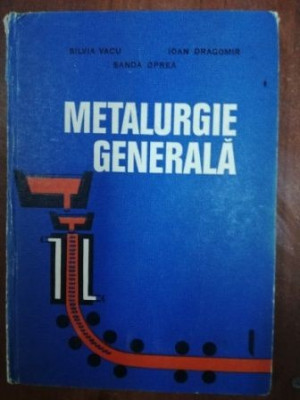 SILVIA VACU IOAN DRAGOMIR
SANDA OPREA
METALURGIE
GENERALĂ